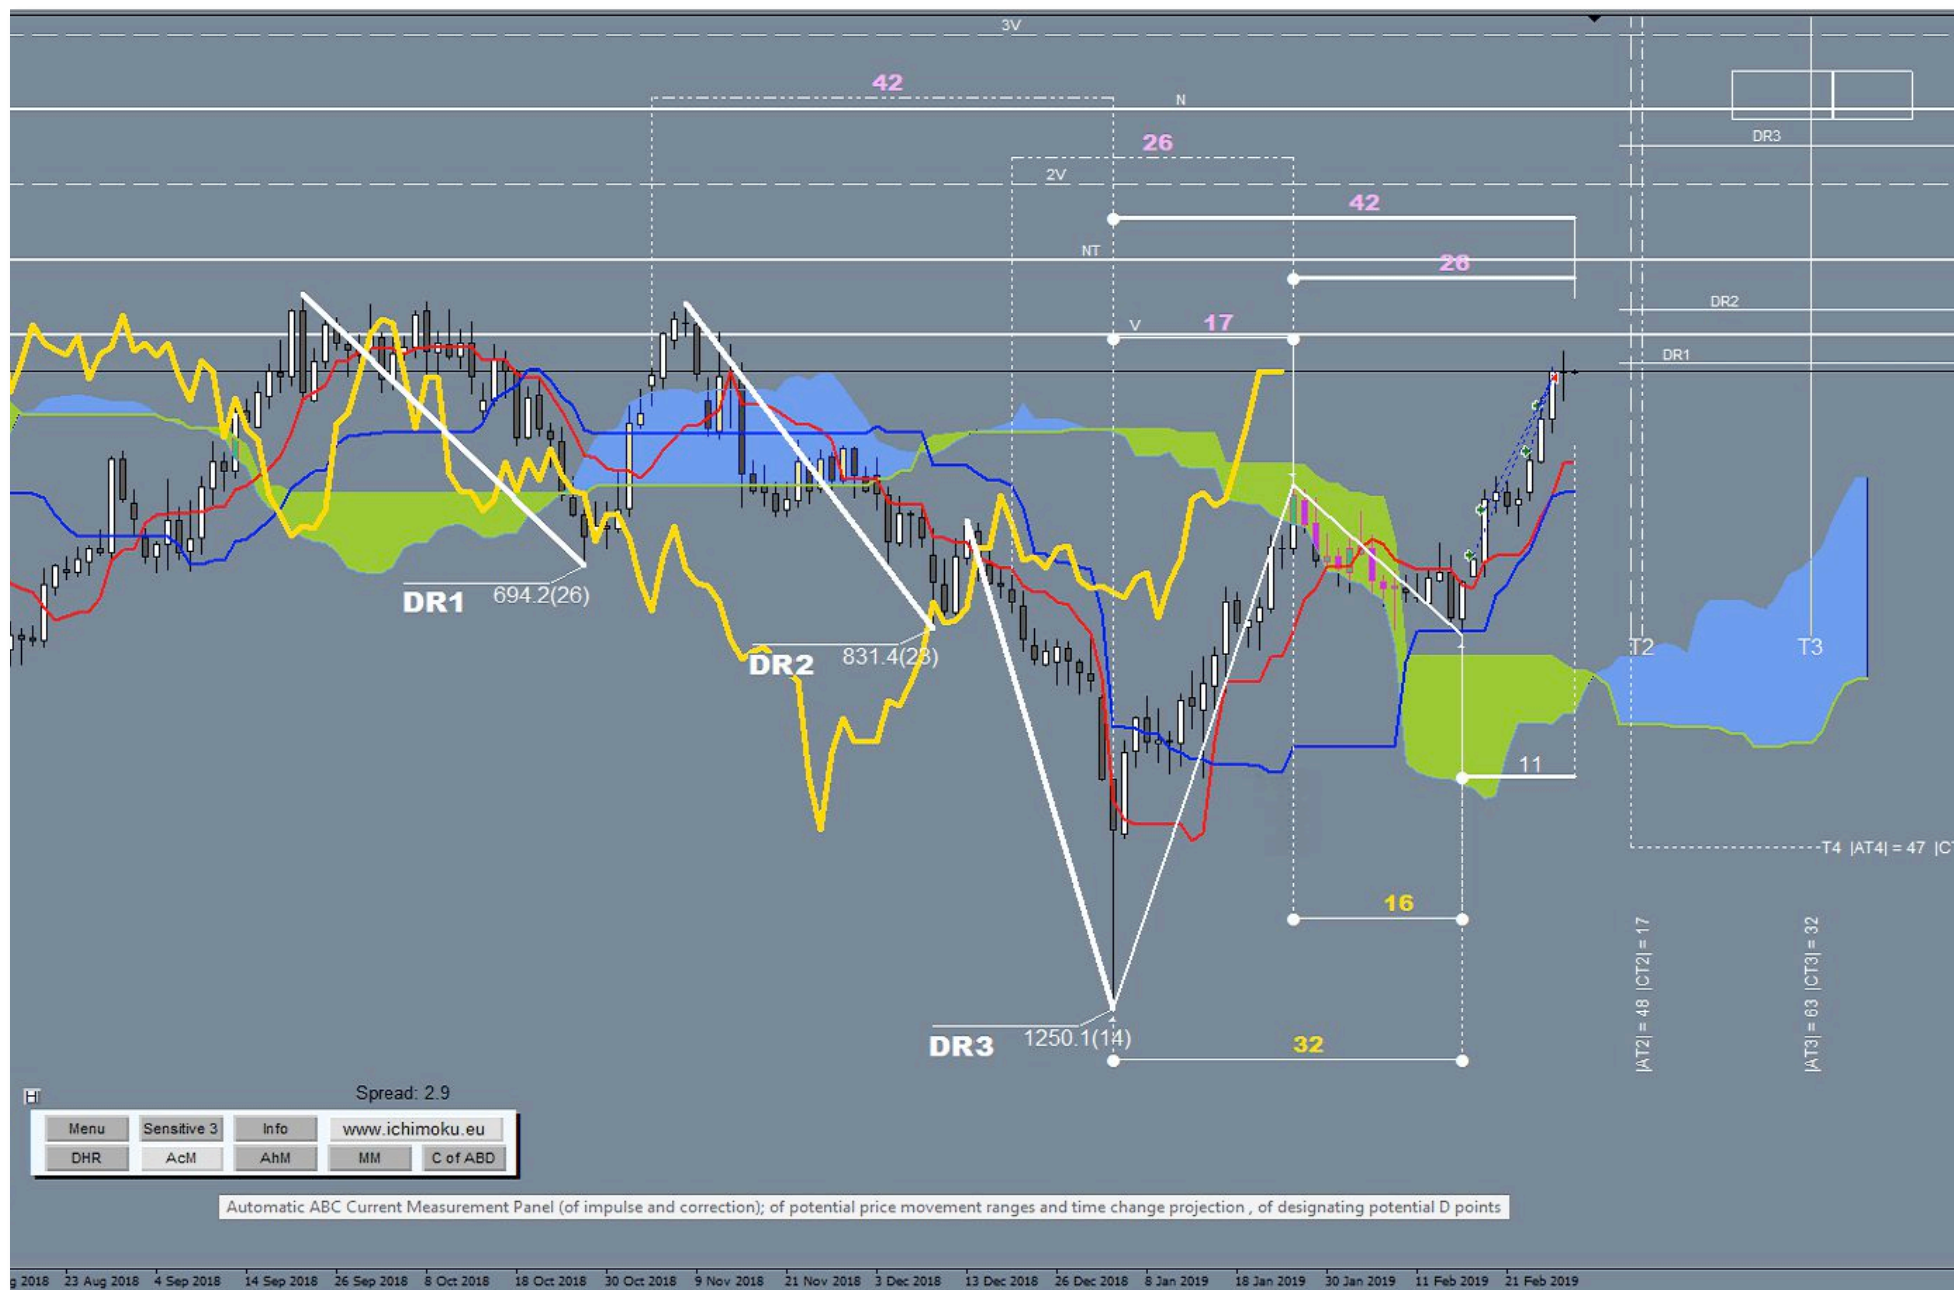 3V
42
N
DR3
26
2V
42
NT
26
DR2
V
17
DR1
DR1
694.2(26)
DR2
831.4(23)
T2
T3
11
T4 |AT4| = 47 |CT
16
|AT2| = 48 |CT2| = 17
|AT3| = 63 |CT3| = 32
DR3
1250.1(14)
32
Spread: 2.9
H
Menu
Sensitive 3
Info
www.ichimoku.eu
DHR
AcM
AhM
MM
C of ABD
Automatic ABC Current Measurement Panel (of impulse and correction); of potential price movement ranges and time change projection , of designating potential D points
g 2018 23 Aug 2018 4 Sep 2018 14 Sep 2018 26 Sep 2018 8 Oct 2018 18 Oct 2018 30 Oct 2018 9 Nov 2018 21 Nov 2018 3 Dec 2018 13 Dec 2018 26 Dec 2018 8 Jan 2019 18 Jan 2019 30 Jan 2019 11 Feb 2019 21 Feb 2019